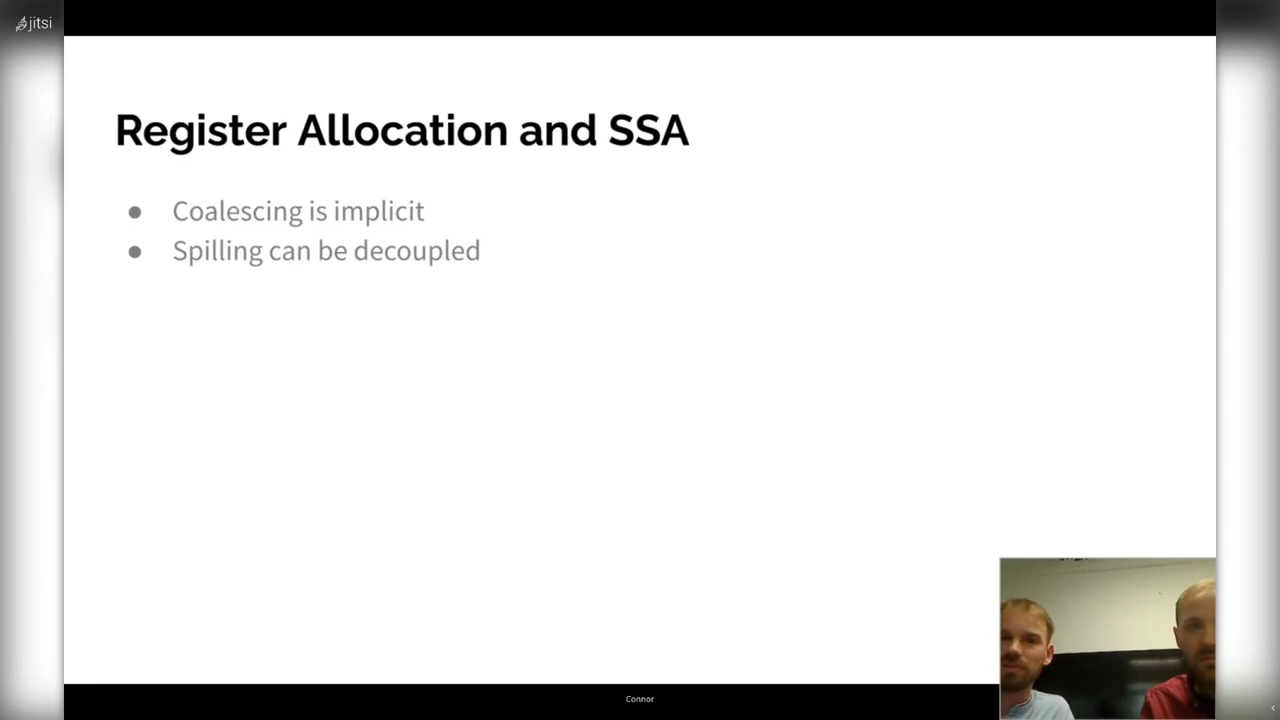 jitsi
Register Allocation and SSA
● Coalescing is implicit
● Spilling can be decoupled
Connor